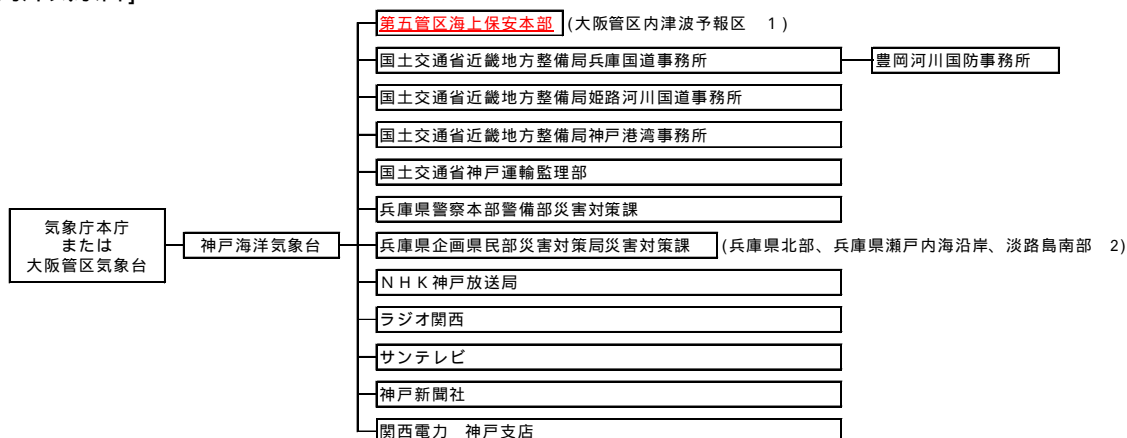 第五管区海上保安本部 (大阪管区内津波予報区　1)
国土交通省近畿地方整備局兵庫国道事務所
豊岡河川国防事務所
国土交通省近畿地方整備局姫路河川国道事務所
国土交通省近畿地方整備局神戸港湾事務所
国土交通省神戸運輸監理部
兵庫県警察本部警備部災害対策課
気象庁本庁
または
大阪管区気象台
神戸海洋気象台
兵庫県企画県民部災害対策局災害対策課 (兵庫県北部、兵庫県瀬戸内海沿岸、淡路島南部　2)
ＮＨＫ神戸放送局
ラジオ関西
サンテレビ
神戸新聞社
関西電力　神戸支店